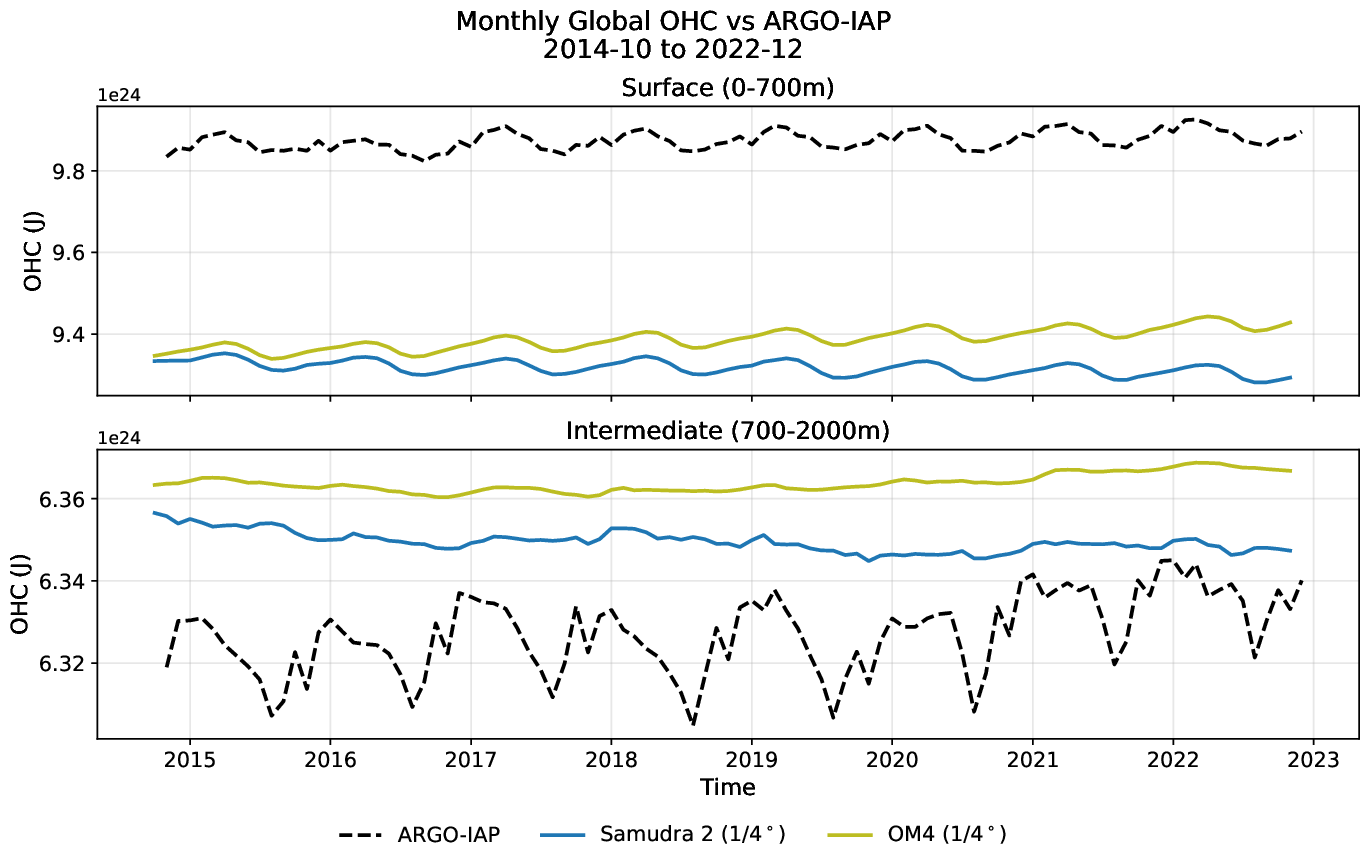 Monthly Global OHC vs ARGO-IAP
2014-10 to 2022-12
Surface (0-700m)
1e24
OHC (J)
9.8
9.6
9.4
Intermediate (700-2000m)
1e24
OHC (J)
6.36
6.34
6.32
2015 2016 2017 2018 2019 2020 2021 2022 2023
Time
ARGO-IAP Samudra 2 (1/4°) OM4 (1/4°)